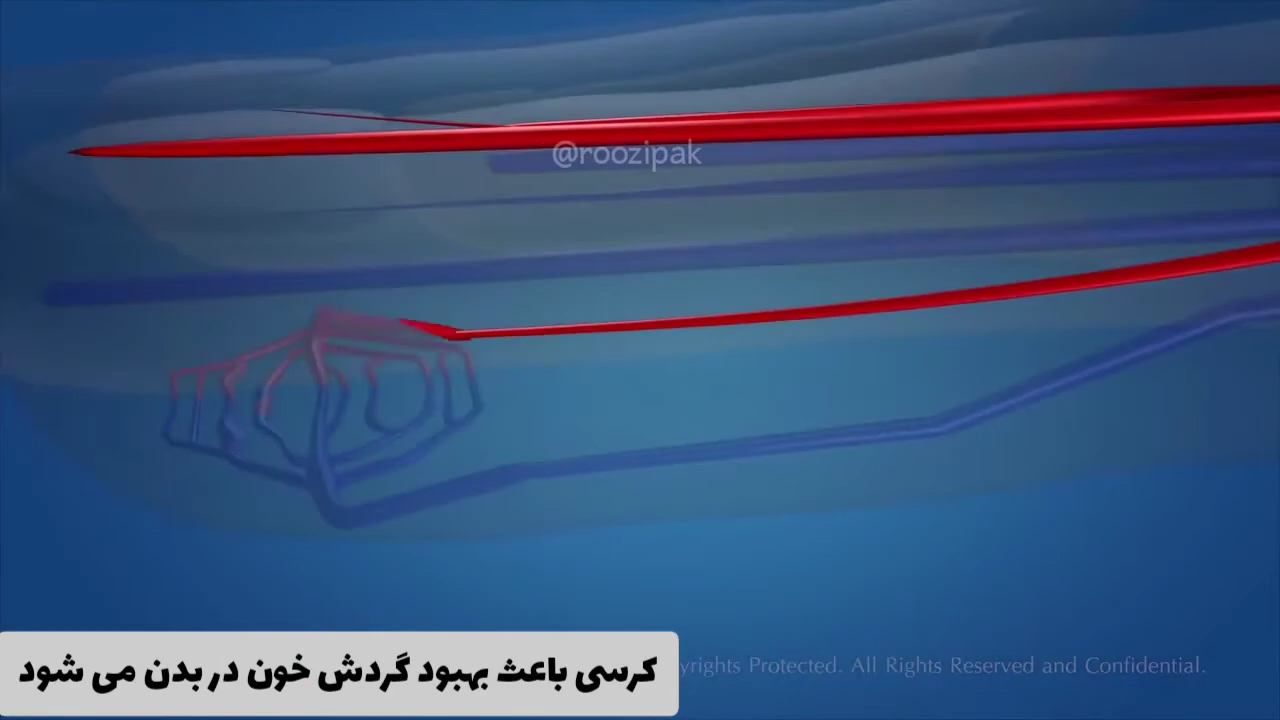 @roozipak
کرسی باعث بهبود گردش خون در بدن می شود
yrights Protected. All Rights Reserved and Confidential.